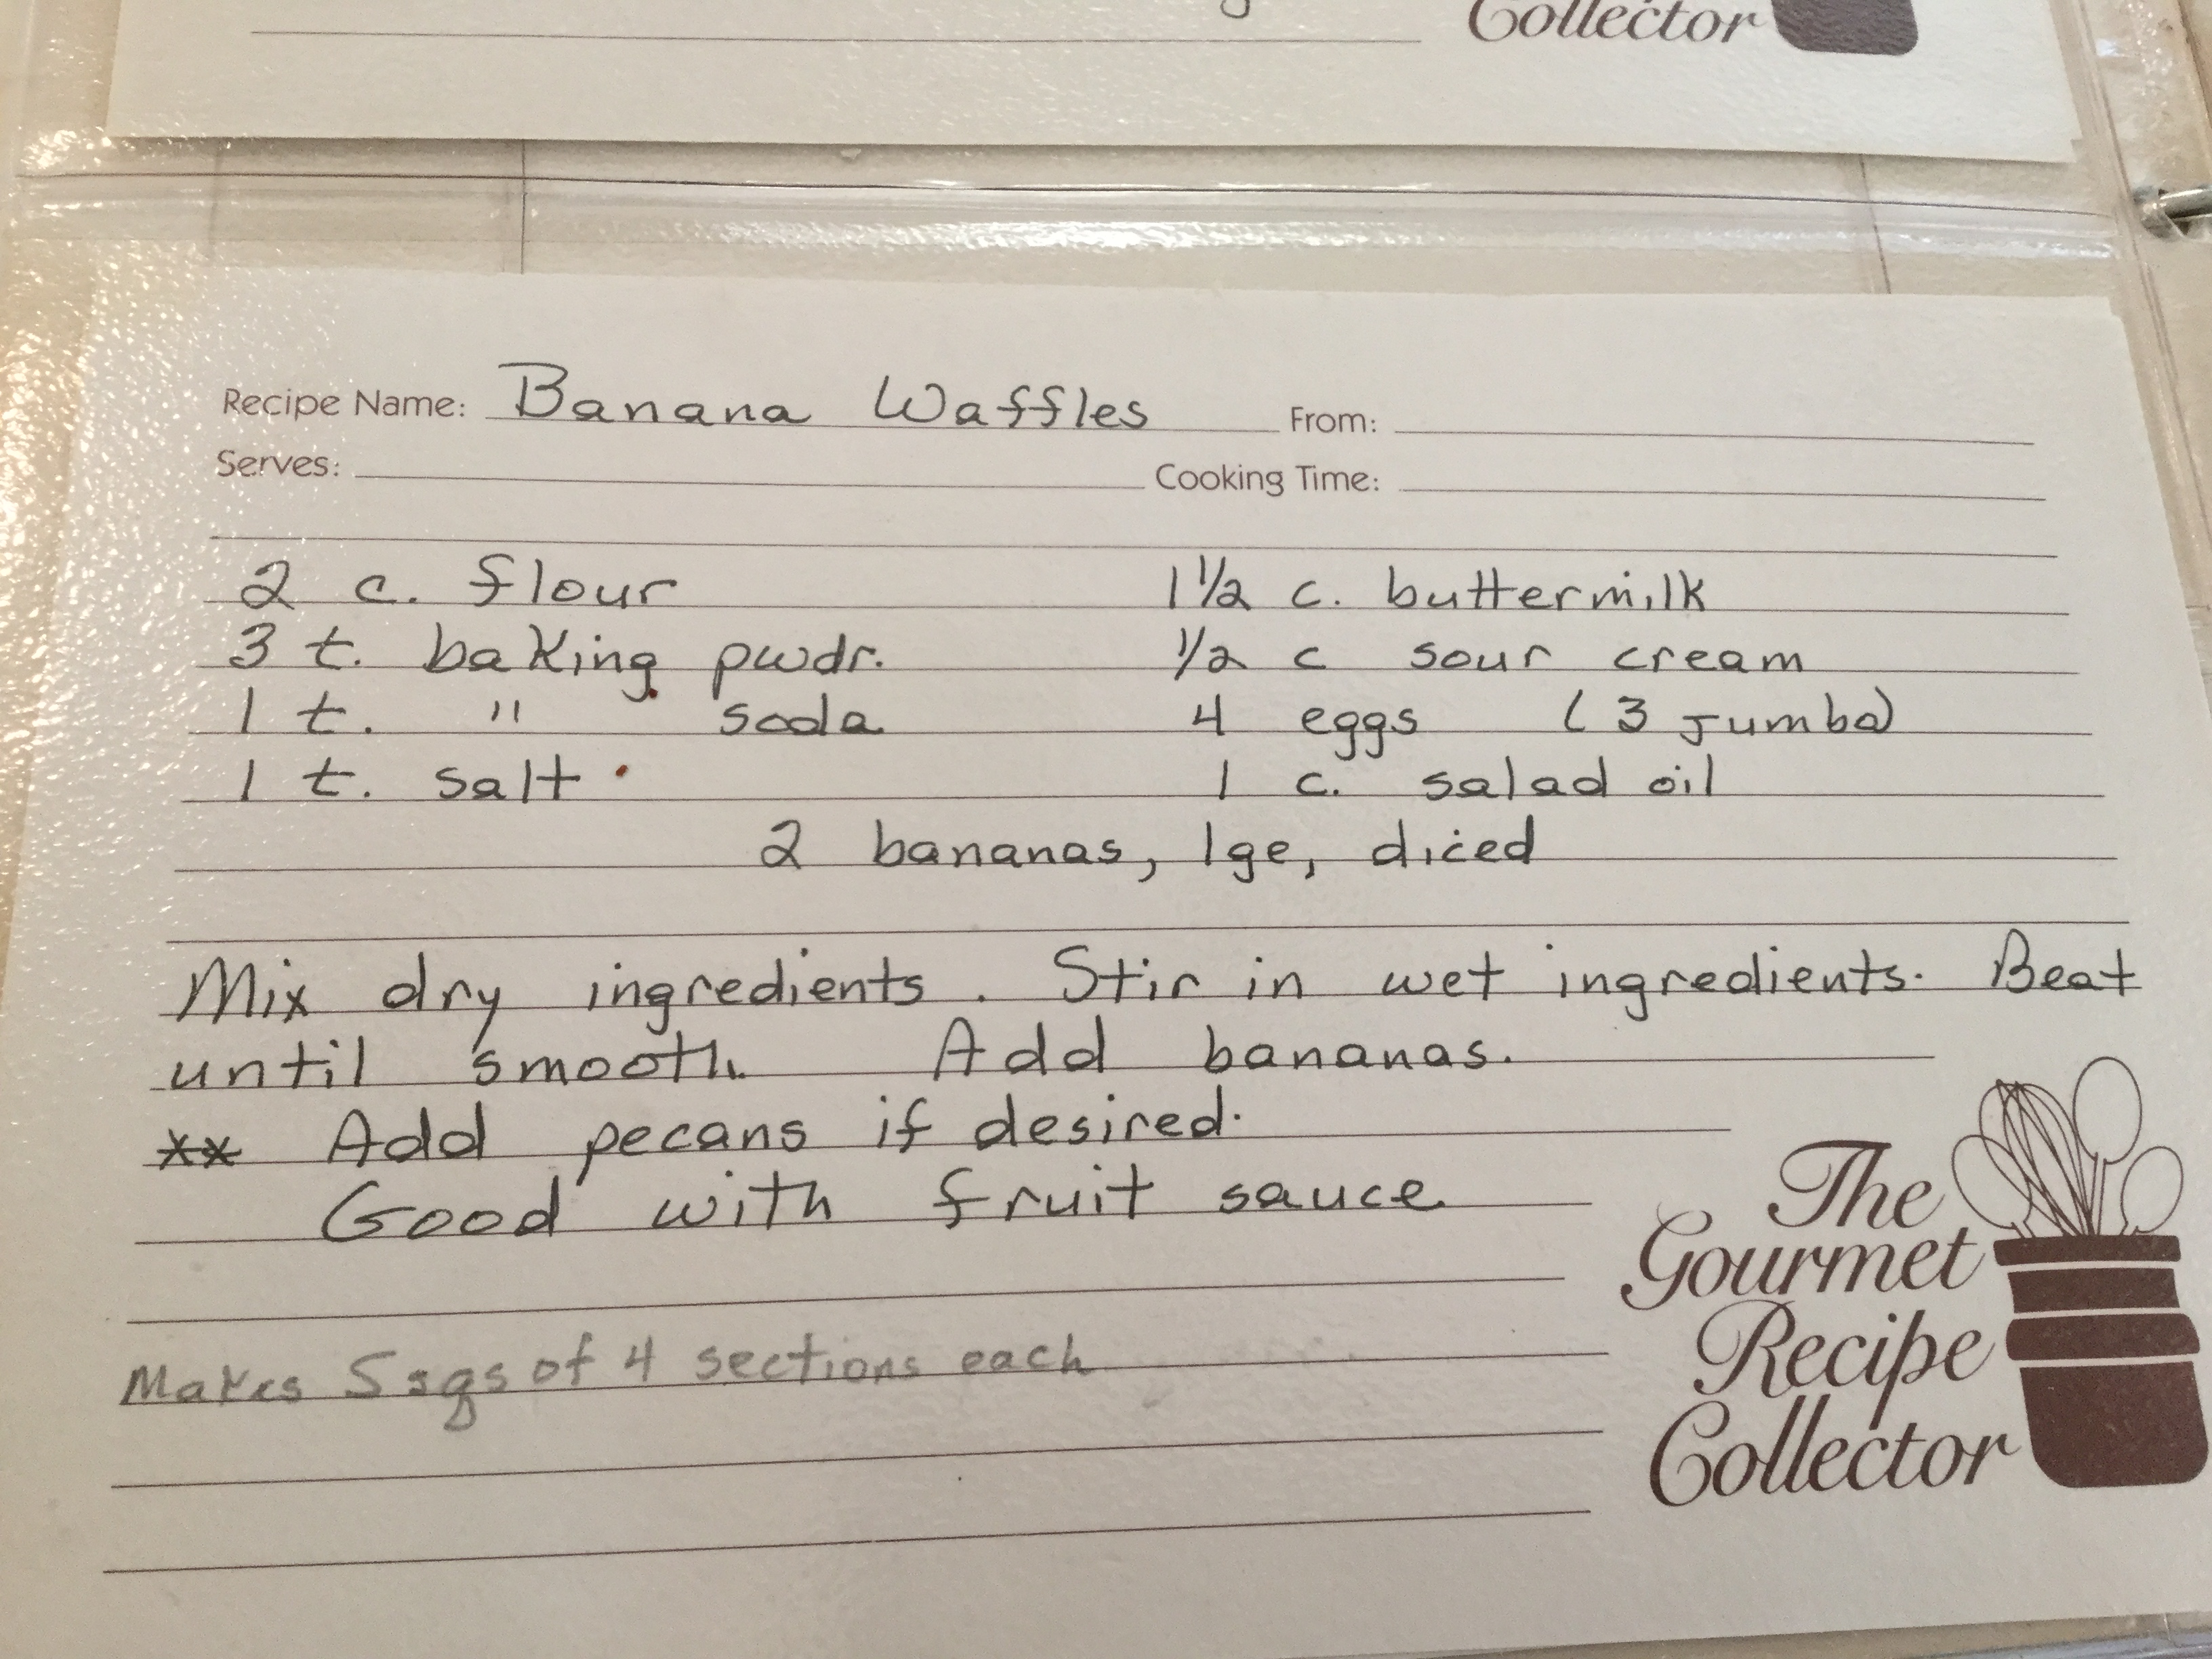 Collector
Recipe Name: Banana Waffles From:
Serves: Cooking Time:
2 c. flour 1 1/2 c. buttermilk
3 t. baking pwdr. 1/2 c sour cream
1 t. " soda 4 eggs (3 jumbo)
1 t. salt 1 c. salad oil
2 bananas, lge, diced
Mix dry ingredients. Stir in wet ingredients. Beat
until smooth. Add bananas.
** Add pecans if desired.
Good with fruit sauce
Makes 5 sqs of 4 sections each
The
Gourmet
Recipe
Collector